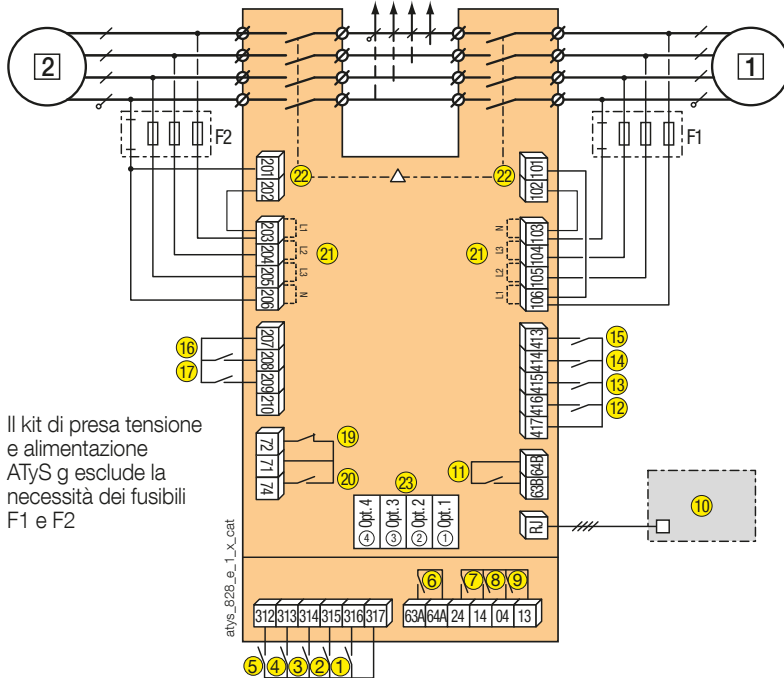 2
1
F2
F1
201
202
22
22
101
102
203
204
205
206
L1
L2
L3
N
21
21
N
L3
L2
L1
103
104
105
106
16
17
207
208
209
210
413
414
415
416
417
15
14
13
12
Il kit di presa tensione
e alimentazione
ATyS g esclude la
necessità dei fusibili
F1 e F2
72
71
74
19
20
11
64B
63B
23
4 Opt. 4
3 Opt. 3
2 Opt. 2
1 Opt. 1
RJ
10
atys_828_e_1_x_cat
6
7
8
9
312
313
314
315
316
317
63A
64A
24
14
04
13
5
4
3
2
1